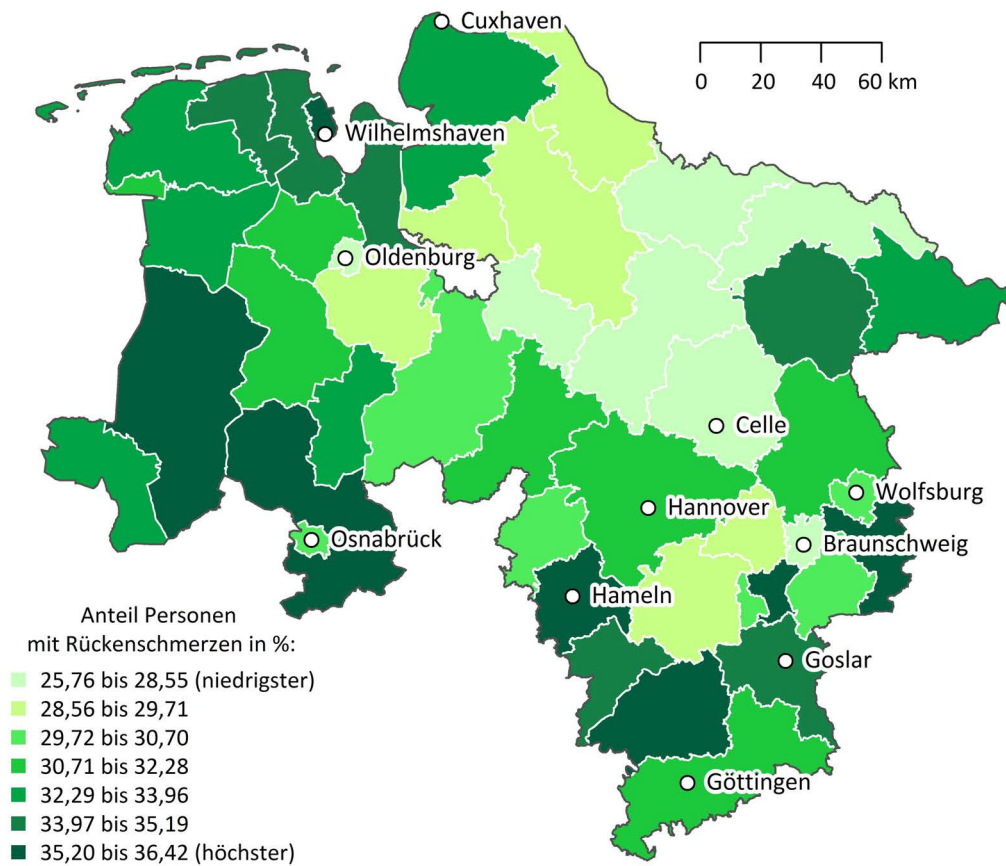 Cuxhaven
0 20 40 60 km
Wilhelmshaven
Oldenburg
Celle
Wolfsburg
Hannover
Osnabrück
Braunschweig
Hameln
Anteil Personen
mit Rückenschmerzen in %:
Goslar
25,76 bis 28,55 (niedrigster)
28,56 bis 29,71
29,72 bis 30,70
30,71 bis 32,28
Göttingen
32,29 bis 33,96
33,97 bis 35,19
35,20 bis 36,42 (höchster)